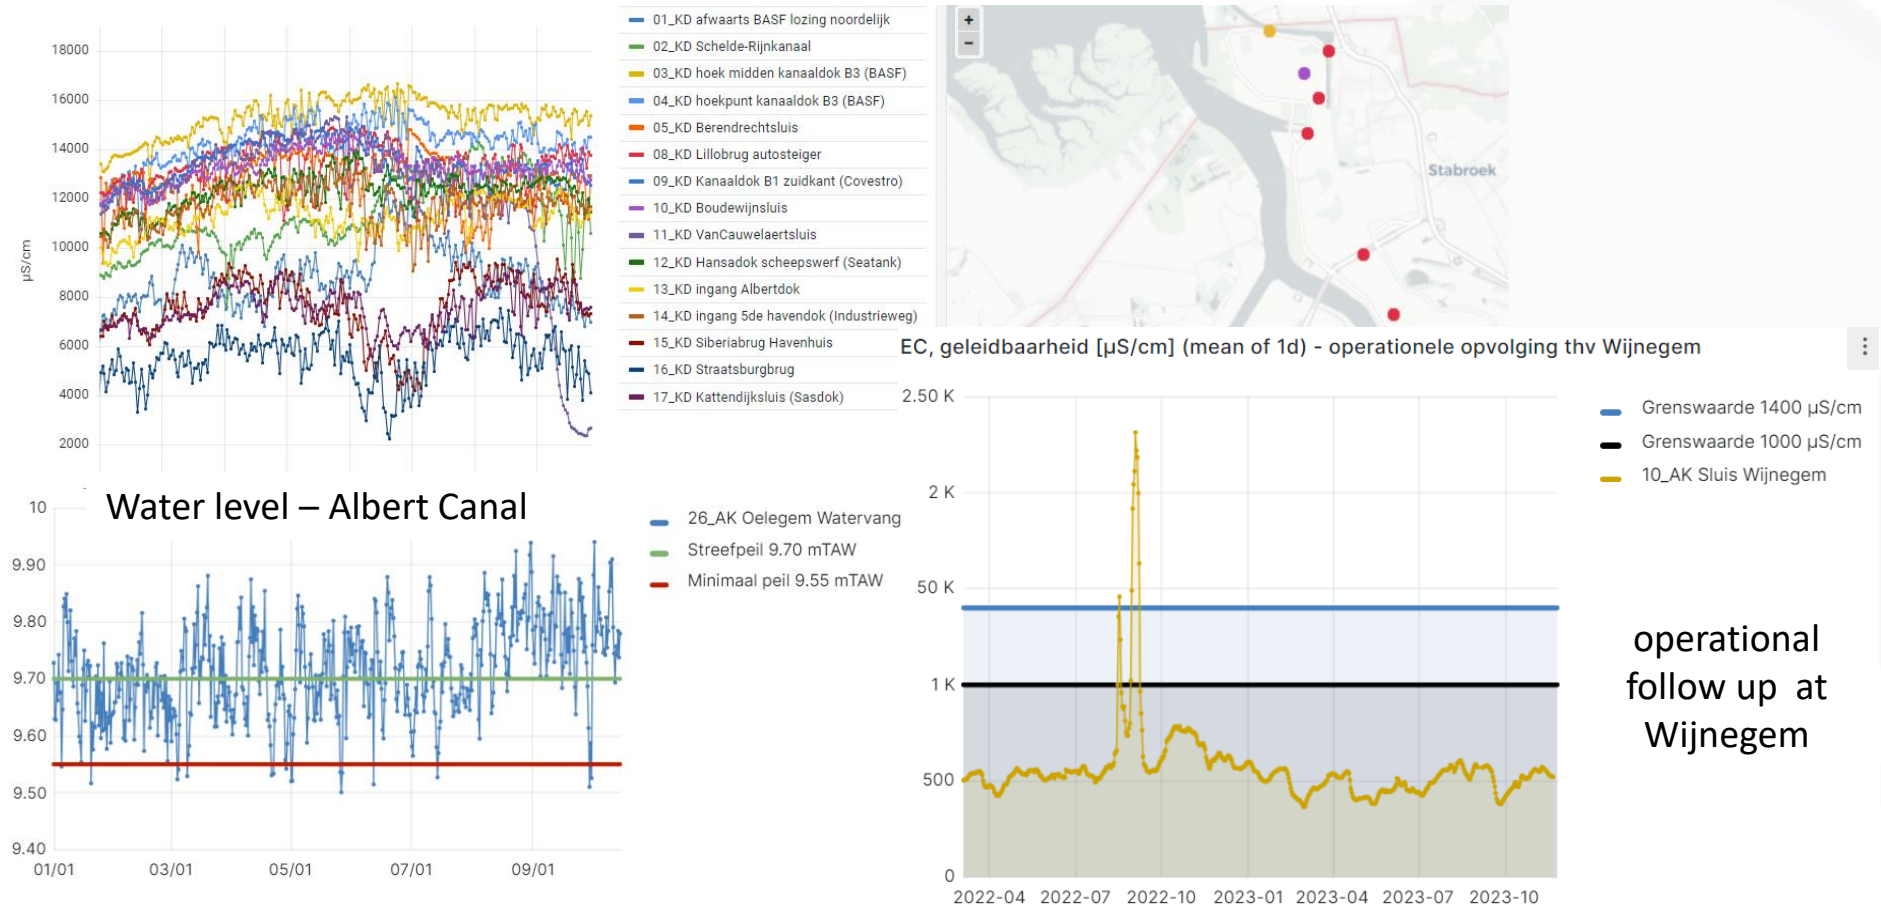 18000
16000
14000
12000
10000
8000
6000
4000
2000
µS/cm
01_KD afwaarts BASF lozing noordelijk
02_KD Schelde-Rijnkanaal
03_KD hoek midden kanaaldok B3 (BASF)
04_KD hoekpunt kanaaldok B3 (BASF)
05_KD Berendrechtsluis
08_KD Lillobrug autosteiger
09_KD Kanaaldok B1 zuidkant (Covestro)
10_KD Boudewijnsluis
11_KD VanCauwelaertsluis
12_KD Hansadok scheepswerf (Seatank)
13_KD ingang Albertdok
14_KD ingang 5de havendok (Industrieweg)
15_KD Siberiabrug Havenhuis
16_KD Straatsburgbrug
17_KD Kattendijksluis (Sasdok)
+
−
Stabroek
Water level – Albert Canal
10
9.90
9.80
9.70
9.60
9.50
9.40
01/01 03/01 05/01 07/01 09/01
26_AK Oelegem Watervang
Streefpeil 9.70 mTAW
Minimaal peil 9.55 mTAW
EC, geleidbaarheid [µS/cm] (mean of 1d) - operationele opvolging thv Wijnegem
2.50 K
2 K
50 K
1 K
500
0
2022-04 2022-07 2022-10 2023-01 2023-04 2023-07 2023-10
Grenswaarde 1400 µS/cm
Grenswaarde 1000 µS/cm
10_AK Sluis Wijnegem
operational
follow up at
Wijnegem